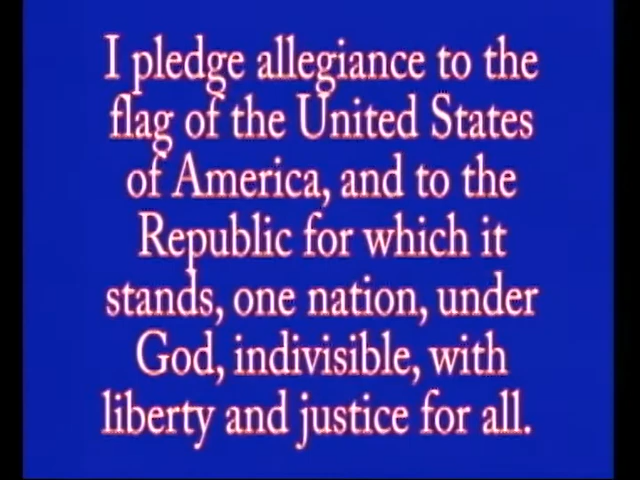 I pledge allegiance to the
flag of the United States
of America, and to the
Republic for which it
stands, one nation, under
God, indivisible, with
liberty and justice for all.